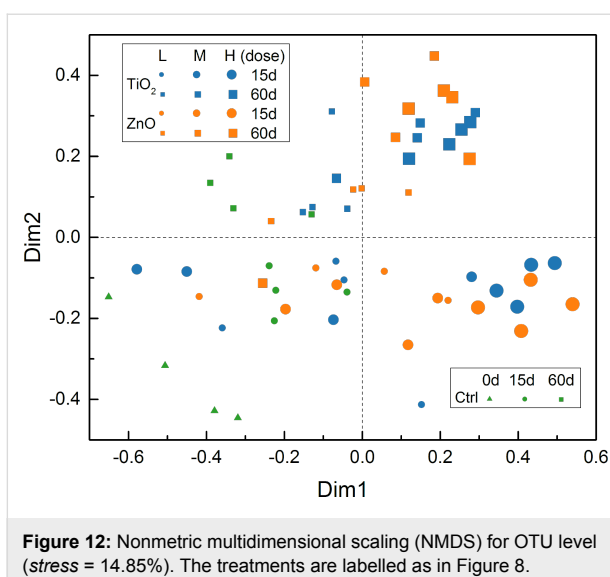 L M H (dose)
TiO2 15d
60d
ZnO 15d
60d
0.4
0.2
0.0
-0.2
-0.4
Dim2
0d 15d 60d
Ctrl
-0.6 -0.4 -0.2 0.0 0.2 0.4 0.6
Dim1
Figure 12: Nonmetric multidimensional scaling (NMDS) for OTU level
(stress = 14.85%). The treatments are labelled as in Figure 8.